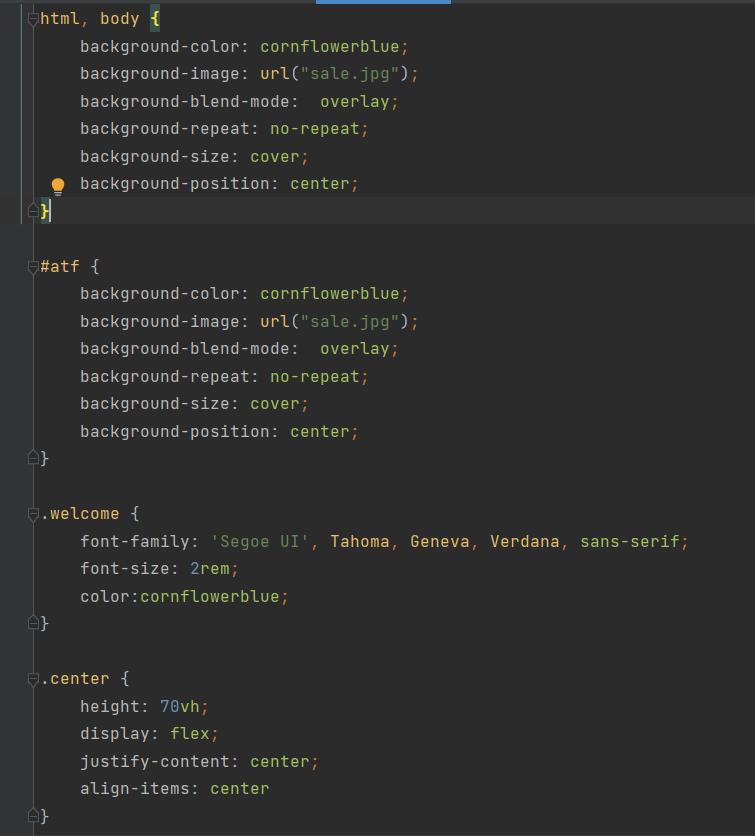 html, body {
    background-color: cornflowerblue;
    background-image: url("sale.jpg");
    background-blend-mode:  overlay;
    background-repeat: no-repeat;
    background-size: cover;
    background-position: center;
}

#atf {
    background-color: cornflowerblue;
    background-image: url("sale.jpg");
    background-blend-mode:  overlay;
    background-repeat: no-repeat;
    background-size: cover;
    background-position: center;
}

.welcome {
    font-family: 'Segoe UI', Tahoma, Geneva, Verdana, sans-serif;
    font-size: 2rem;
    color:cornflowerblue;
}

.center {
    height: 70vh;
    display: flex;
    justify-content: center;
    align-items: center
}